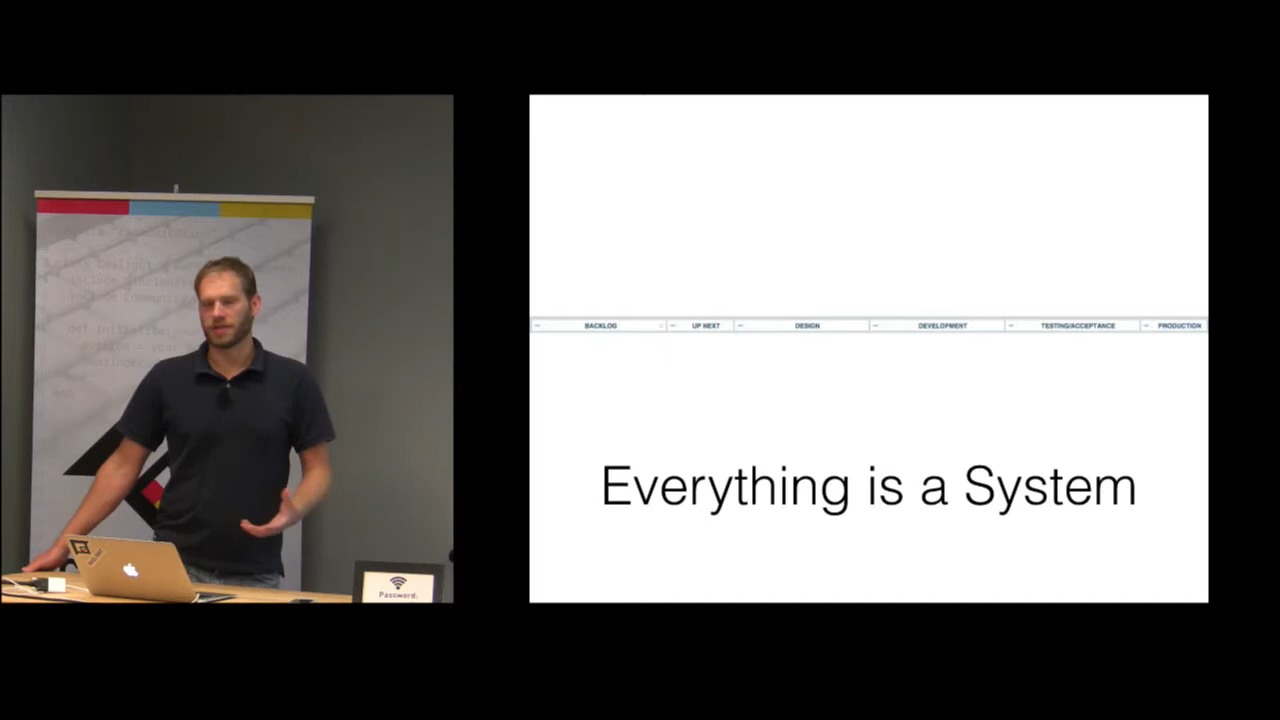 BACKLOG UP NEXT DESIGN DEVELOPMENT TESTING/ACCEPTANCE PRODUCTION
Everything is a System
Password: